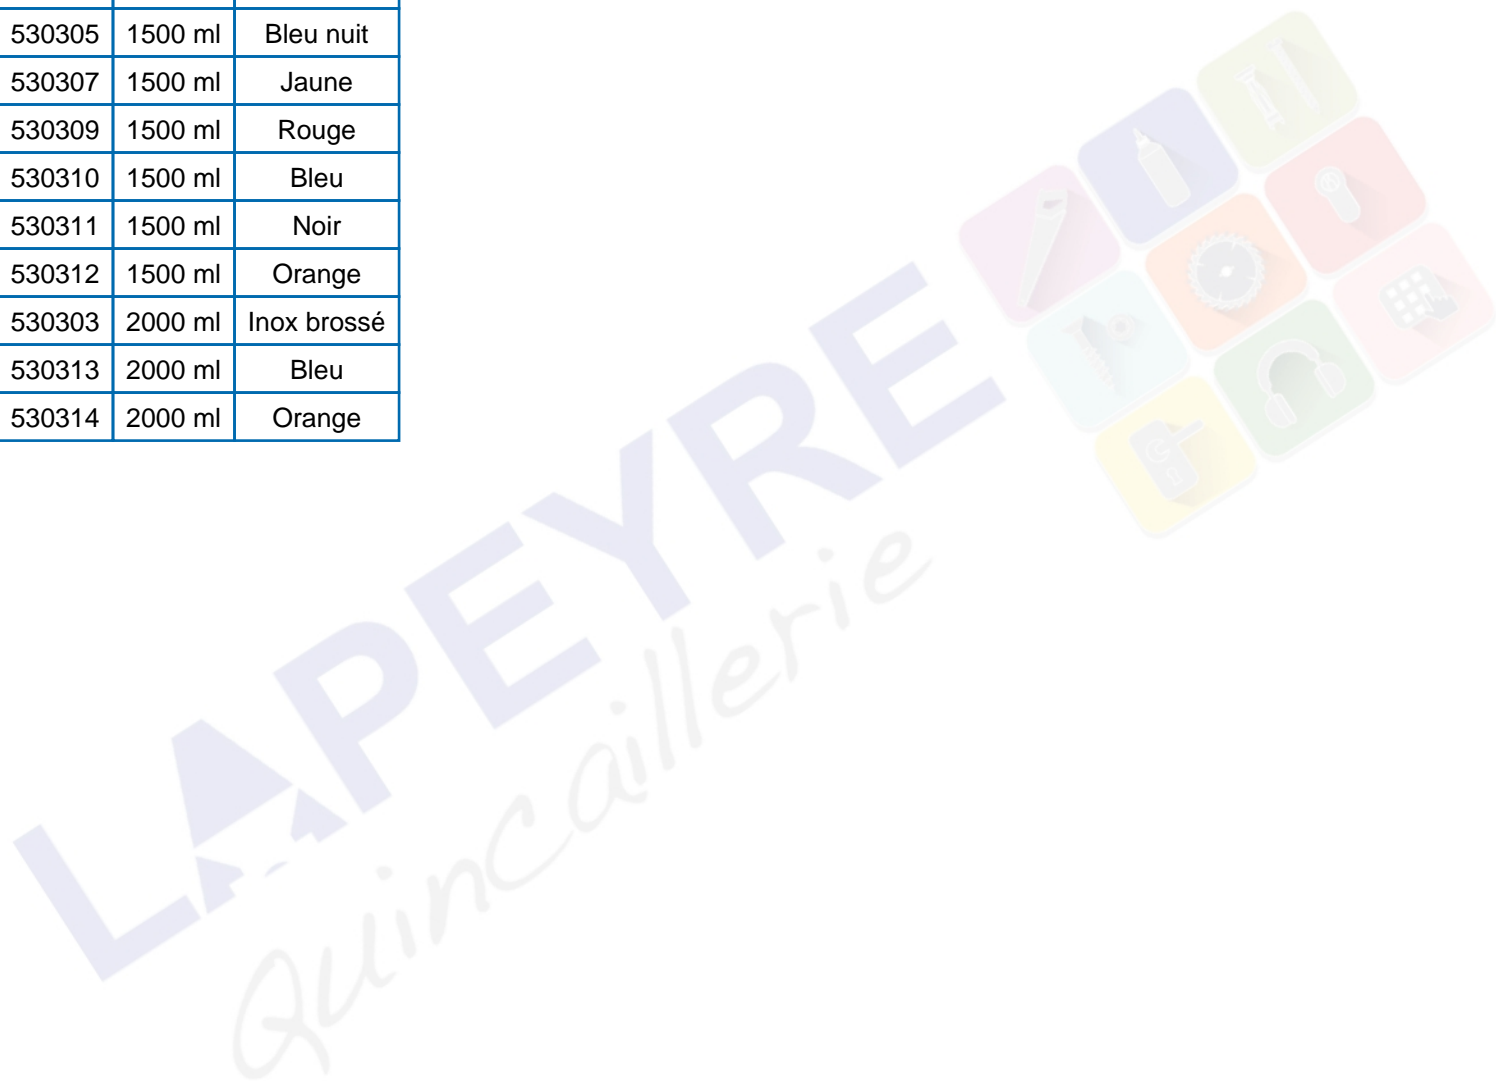 530305 1500 ml Bleu nuit
530307 1500 ml Jaune
530309 1500 ml Rouge
530310 1500 ml Bleu
530311 1500 ml Noir
530312 1500 ml Orange
530303 2000 ml Inox brossé
530313 2000 ml Bleu
530314 2000 ml Orange
LAPEYRE
Quincaillerie